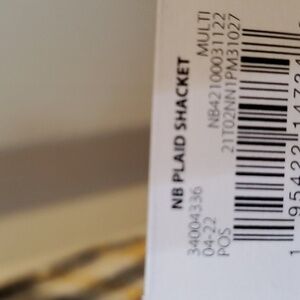 NB PLAID SHACKET
34004336 MULTI
04-22 NB42100031122
POS 21T02NN1PM31027